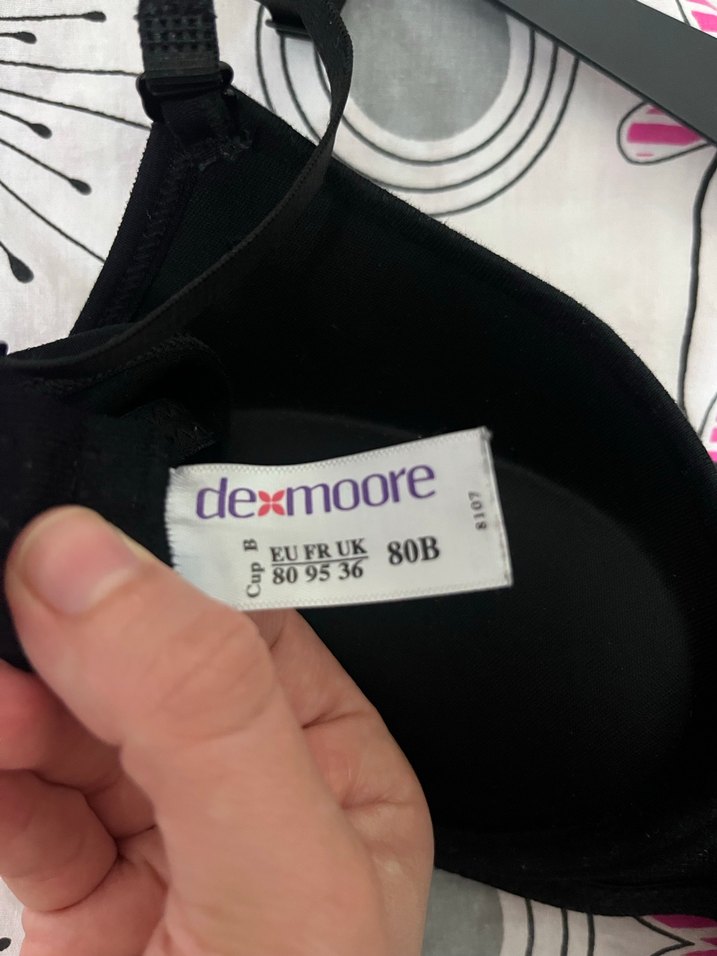 dexmoore
Cup B
EU FR UK
80 95 36
80B
8107